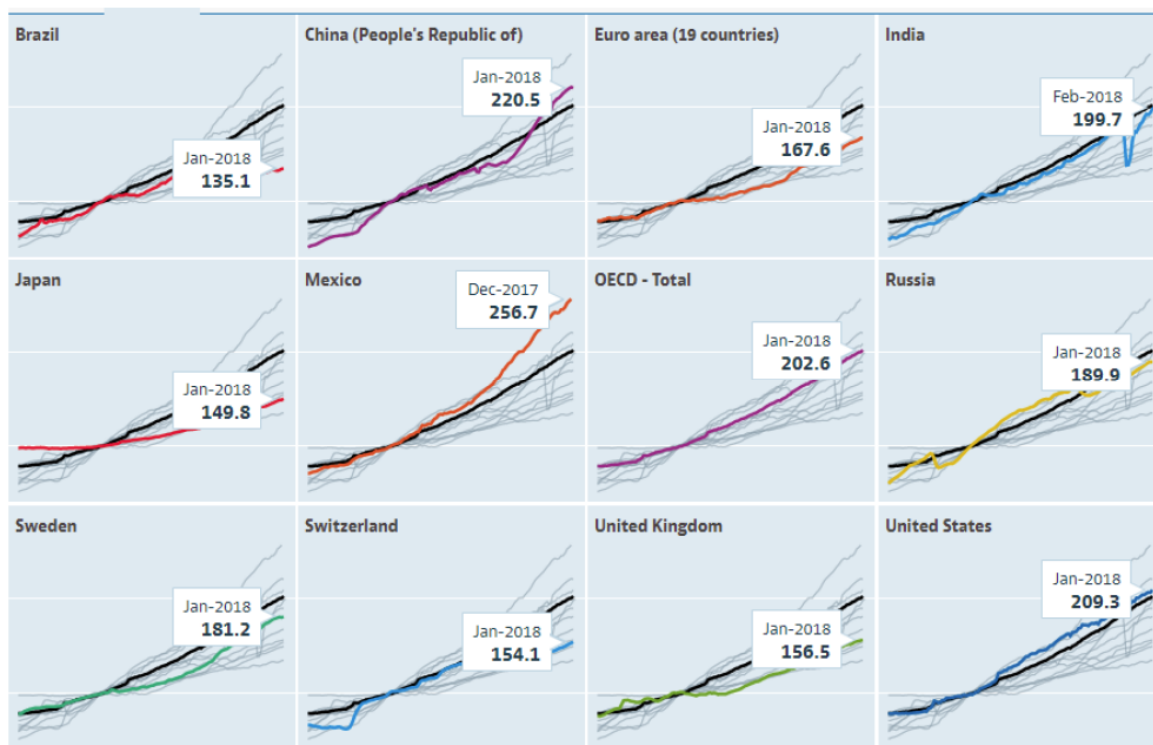 Brazil
Jan-2018
135.1
China (People's Republic of)
Jan-2018
220.5
Euro area (19 countries)
Jan-2018
167.6
India
Feb-2018
199.7
Japan
Jan-2018
149.8
Mexico
Dec-2017
256.7
OECD - Total
Jan-2018
202.6
Russia
Jan-2018
189.9
Sweden
Jan-2018
181.2
Switzerland
Jan-2018
154.1
United Kingdom
Jan-2018
156.5
United States
Jan-2018
209.3